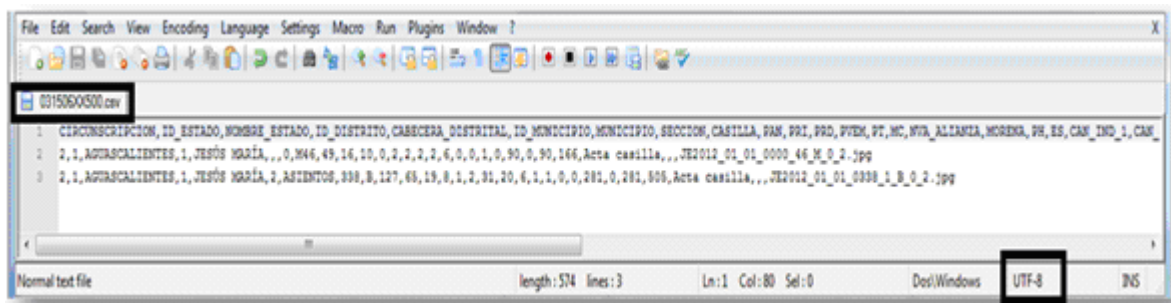 File Edit Search View Encoding Language Settings Macro Run Plugins Window ? X
031506XX500.csv
1 CIRCUNSCRIPCION,ID_ESTADO,NOMBRE_ESTADO,ID_DISTRITO,CABECERA_DISTRITAL,ID_MUNICIPIO,MUNICIPIO,SECCION,CASILLA,PAN,PRI,PRD,PVEM,PT,MC,NVA_ALIANZA,MORENA,PH,ES,CAN_IND_1,CAN_
2 2,1,AGUASCALIENTES,1,JESÚS MARÍA,,,0,M46,49,16,10,0,2,2,2,6,0,0,1,0,90,0,90,166,Acta casilla,,,JE2012_01_01_0000_46_M_0_2.jpg
3 2,1,AGUASCALIENTES,1,JESÚS MARÍA,2,ASIENTOS,338,B,127,65,19,8,1,2,31,20,6,1,1,0,0,281,0,281,505,Acta casilla,,,JE2012_01_01_0338_1_B_0_2.jpg
Normal text file length:574 lines:3 Ln:1 Col:80 Sel:0 Dos\Windows UTF-8 INS